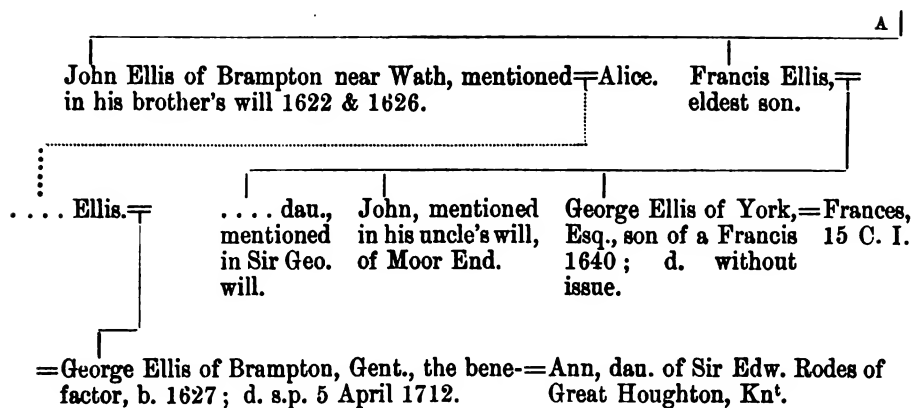 A
John Ellis of Brampton near Wath, mentioned=Alice.
in his brother's will 1622 & 1626.
Francis Ellis,=
eldest son.
.... Ellis.=
.... dau.,
mentioned
in Sir Geo.
will.
John, mentioned
in his uncle's will,
of Moor End.
George Ellis of York,=Frances,
Esq., son of a Francis 15 C. I.
1640; d. without
issue.
=George Ellis of Brampton, Gent., the bene-=Ann, dau. of Sir Edw. Rodes of
factor, b. 1627; d. s.p. 5 April 1712. Great Houghton, Knt.